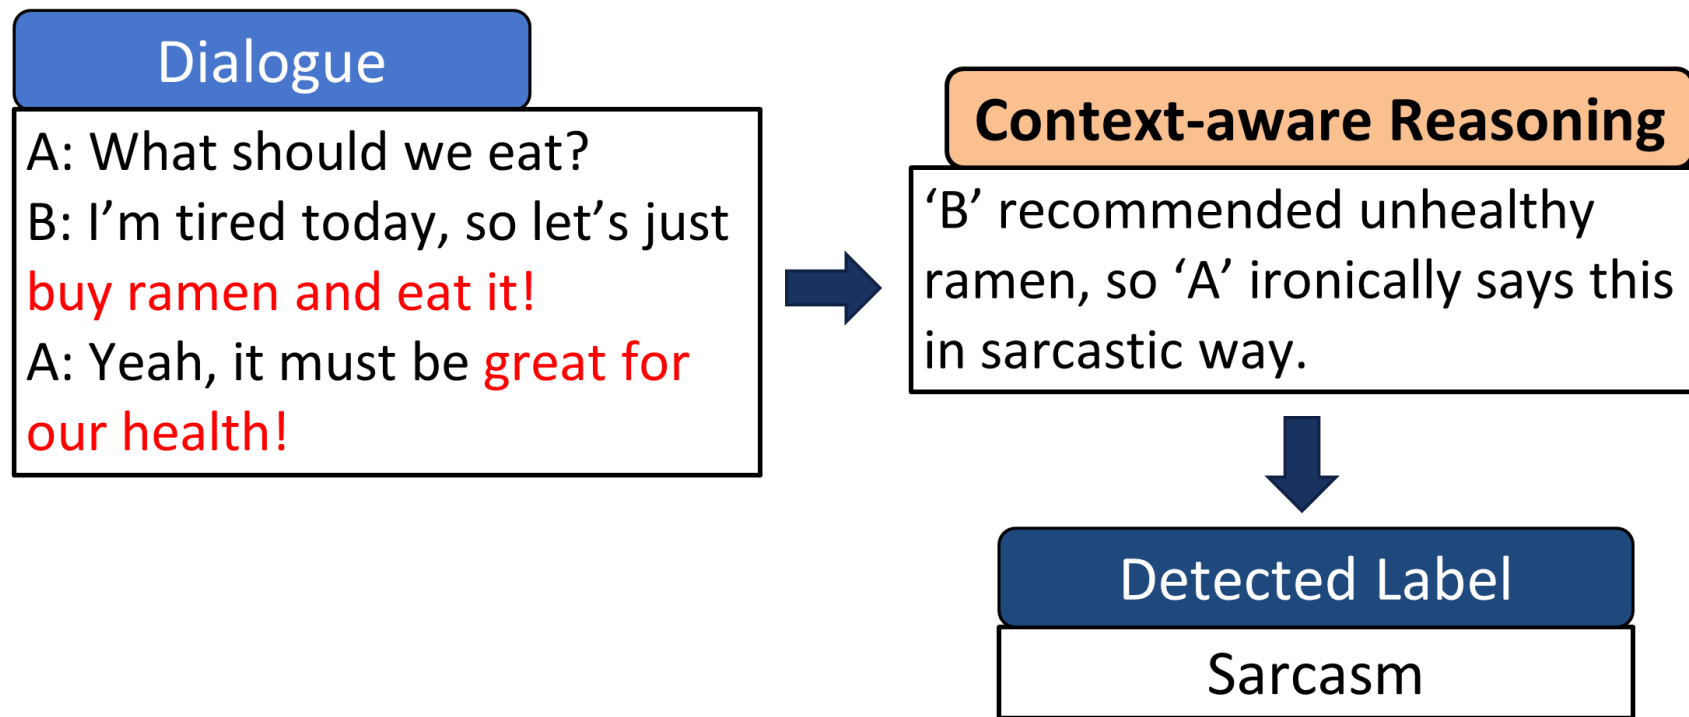 Dialogue
A: What should we eat?
B: I’m tired today, so let’s just
buy ramen and eat it!
A: Yeah, it must be great for
our health!
Context-aware Reasoning
‘B’ recommended unhealthy
ramen, so ‘A’ ironically says this
in sarcastic way.
Detected Label
Sarcasm